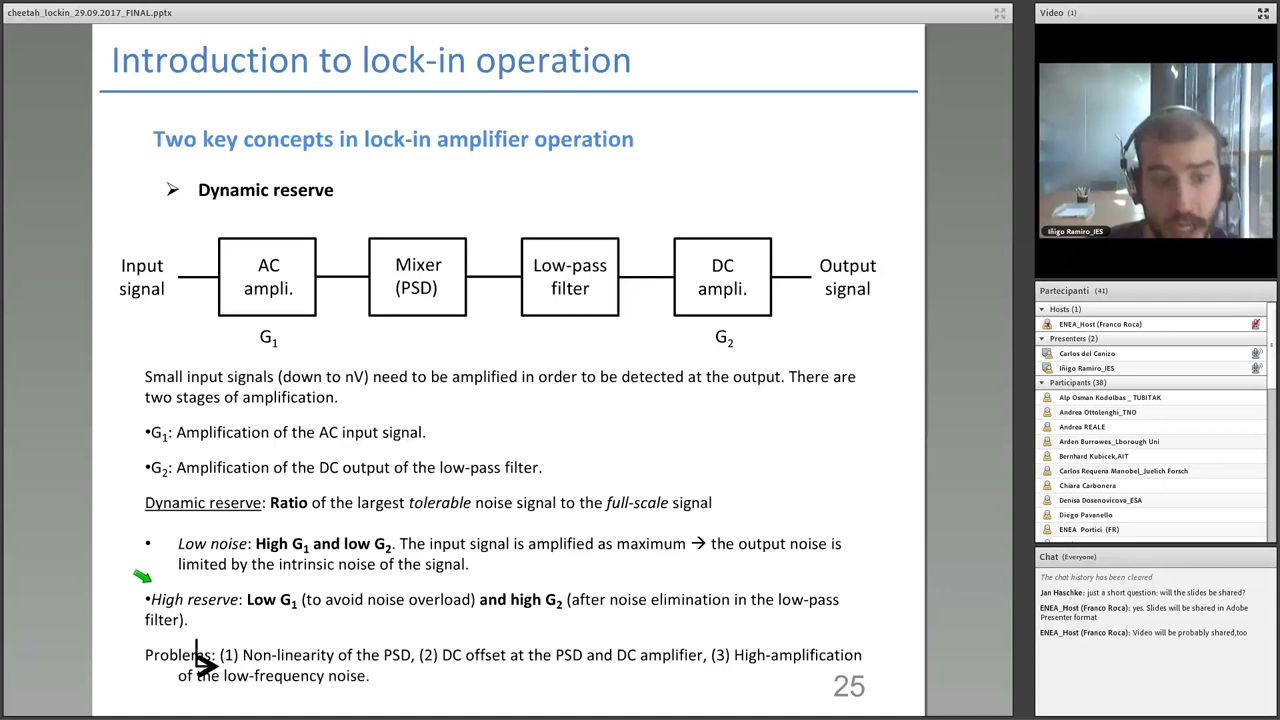 cheetah_lockin_29.09.2017_FINAL.pptx
Introduction to lock-in operation
Two key concepts in lock-in amplifier operation
➢ Dynamic reserve
Input
signal
AC
ampli.
Mixer
(PSD)
Low-pass
filter
DC
ampli.
Output
signal
G1
G2
Small input signals (down to nV) need to be amplified in order to be detected at the output. There are
two stages of amplification.
•G1: Amplification of the AC input signal.
•G2: Amplification of the DC output of the low-pass filter.
Dynamic reserve: Ratio of the largest tolerable noise signal to the full-scale signal
• Low noise: High G1 and low G2. The input signal is amplified as maximum → the output noise is
limited by the intrinsic noise of the signal.
•High reserve: Low G1 (to avoid noise overload) and high G2 (after noise elimination in the low-pass
filter).
Problems: (1) Non-linearity of the PSD, (2) DC offset at the PSD and DC amplifier, (3) High-amplification
of the low-frequency noise.
25
Video (1)
Iñigo Ramiro_IES
Partecipanti (41)
Hosts (1)
ENEA_Host (Franco Roca)
Presenters (2)
Carlos del Canizo
Iñigo Ramiro_IES
Participants (38)
Alp Osman Kodolbas _ TUBITAK
Andrea Ottolenghi_TNO
Andrea REALE
Arden Burrowes_Lborough Uni
Bernhard Kubicek,AIT
Carlos Requena Manobel_Juelich Forsch
Chiara Carbonera
Denisa Dosenovicova_ESA
Diego Pavanello
ENEA Portici (FR)
Chat (Everyone)
The chat history has been cleared
Jan Haschke: just a short question: will the slides be shared?
ENEA_Host (Franco Roca): yes. Slides will be shared in Adobe
Presenter format
ENEA_Host (Franco Roca): Video will be probably shared,too